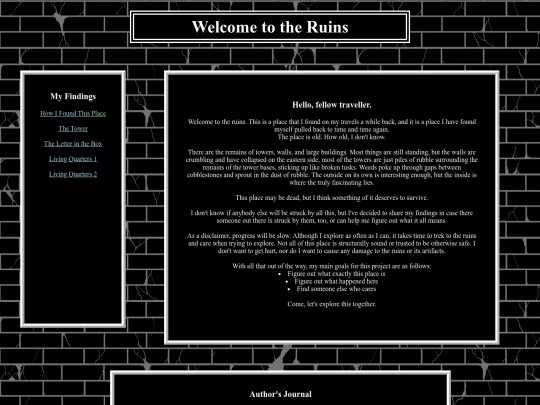 Welcome to the Ruins
My Findings
How I Found This Place
The Tower
The Letter in the Box
Living Quarters 1
Living Quarters 2
Hello, fellow traveller.
Welcome to the ruins. This is a place that I found on my travels a while back, and it is a place I have found
myself pulled back to time and time again.
The place is old. How old, I don't know.
There are the remains of towers, walls, and large buildings. Most things are still standing, but the walls are
crumbling and have collapsed on the eastern side, most of the towers are just piles of rubble surrounding the
remains of the tower bases, sticking up like broken tusks. Weeds poke up through gaps between
cobblestones and sprout in the dust of rubble. The outside on its own is interesting enough, but the inside is
where the truly fascinating lies.
This place may be dead, but I think something of it deserves to survive.
I don't know if anybody else will be struck by all this, but I've decided to share my findings in case there
someone out there is struck by them, too, or can help me figure out what it all means.
As a disclaimer, progress will be slow. Although I explore as often as I can, it takes time to trek to the ruins
and care when trying to explore. Not all of this place is structurally sound or trusted to be otherwise safe. I
don't want to get hurt, nor do I want to cause any damage to the ruins or its artifacts.
With all that out of the way, my main goals for this project are as follows:
• Figure out what exactly this place is
• Figure out what happened here
• Find someone else who cares
Come, let's explore this together.
Author's Journal